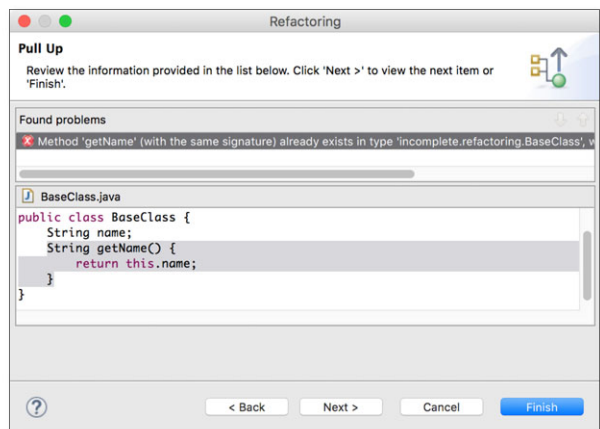 Refactoring
Pull Up
Review the information provided in the list below. Click 'Next >' to view the next item or
'Finish'.
Found problems
Method 'getName' (with the same signature) already exists in type 'incomplete.refactoring.BaseClass', w
BaseClass.java
public class BaseClass {
    String name;
    String getName() {
        return this.name;
    }
}
? < Back Next > Cancel Finish